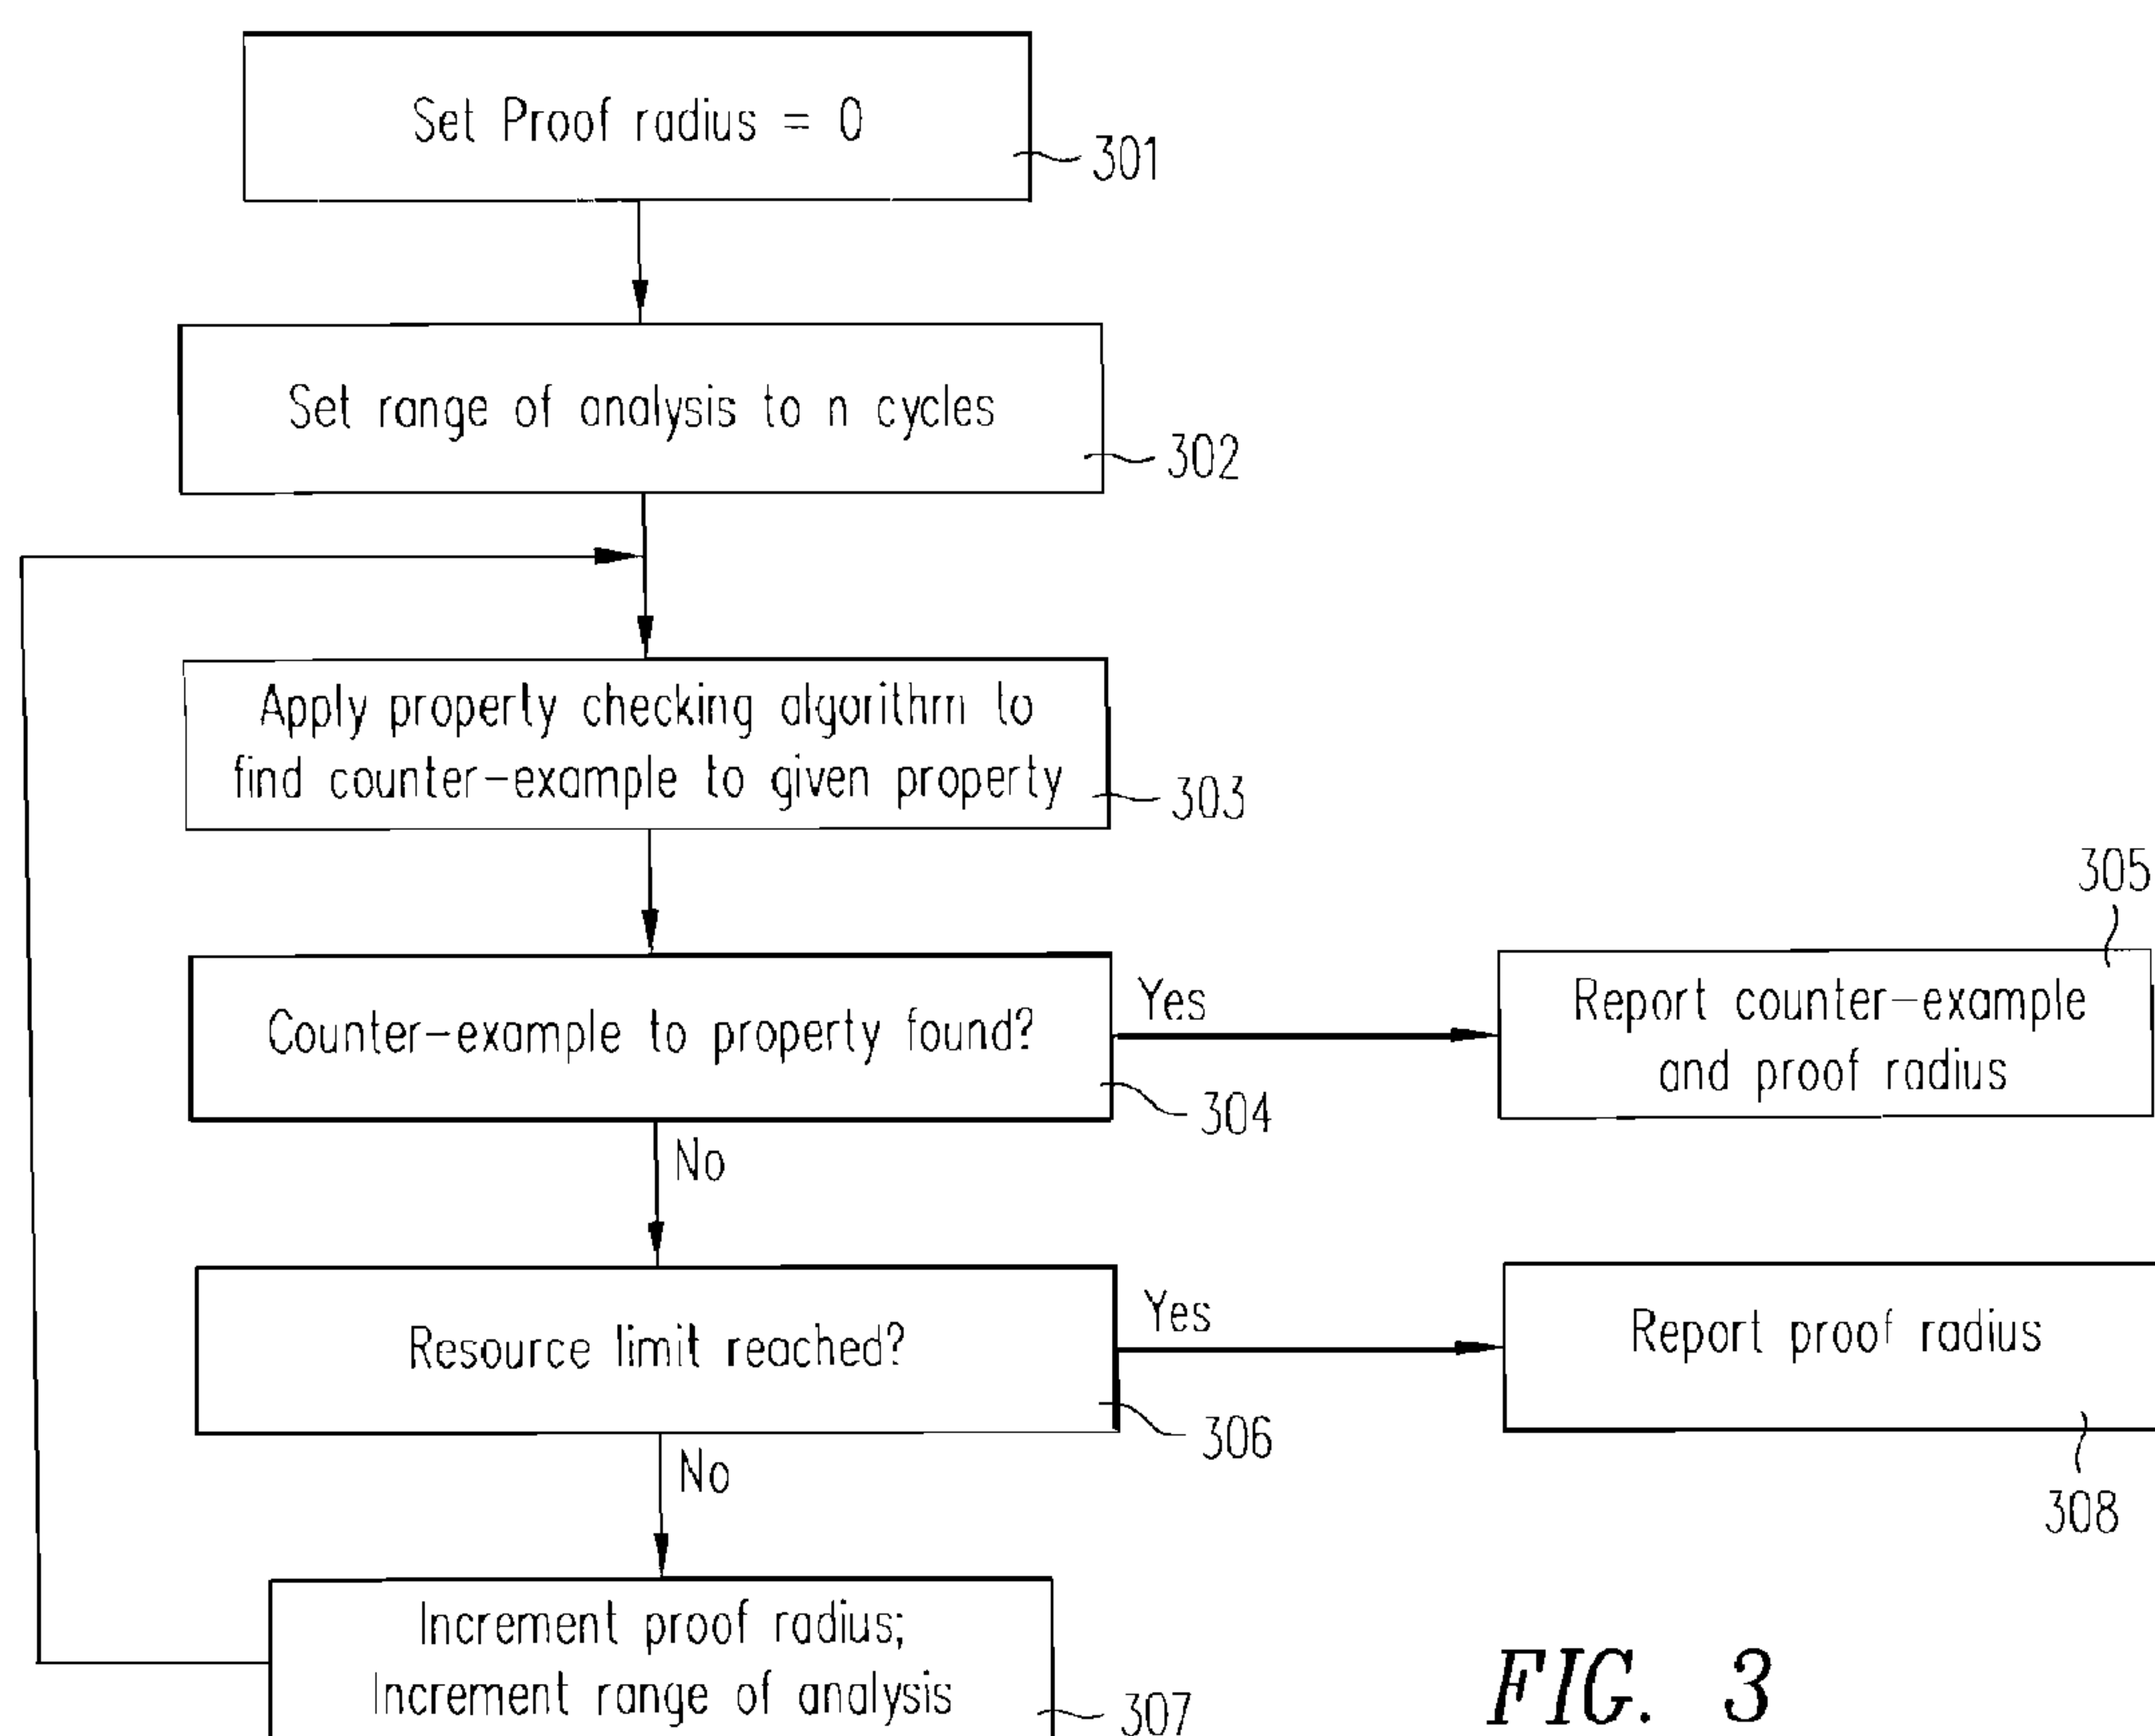 Set Proof radius = 0
301
Set range of analysis to n cycles
302
Apply property checking algorithm to
find counter-example to given property
303
305
Counter-example to property found?
Yes
Report counter-example
and proof radius
304
No
Resource limit reached?
Yes
Report proof radius
306
308
No
Increment proof radius;
Increment range of analysis
307
FIG. 3